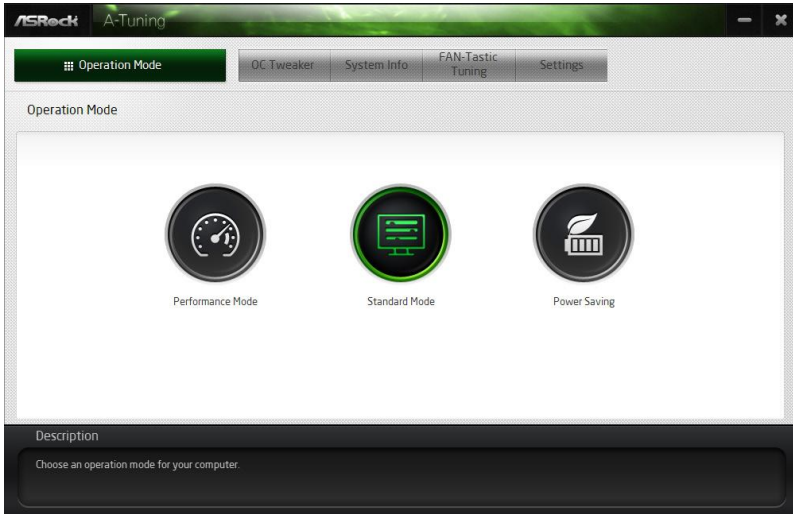 ASRock A-Tuning
Operation Mode OC Tweaker System Info FAN-Tastic
Tuning Settings
Operation Mode
Performance Mode Standard Mode Power Saving
Description
Choose an operation mode for your computer.